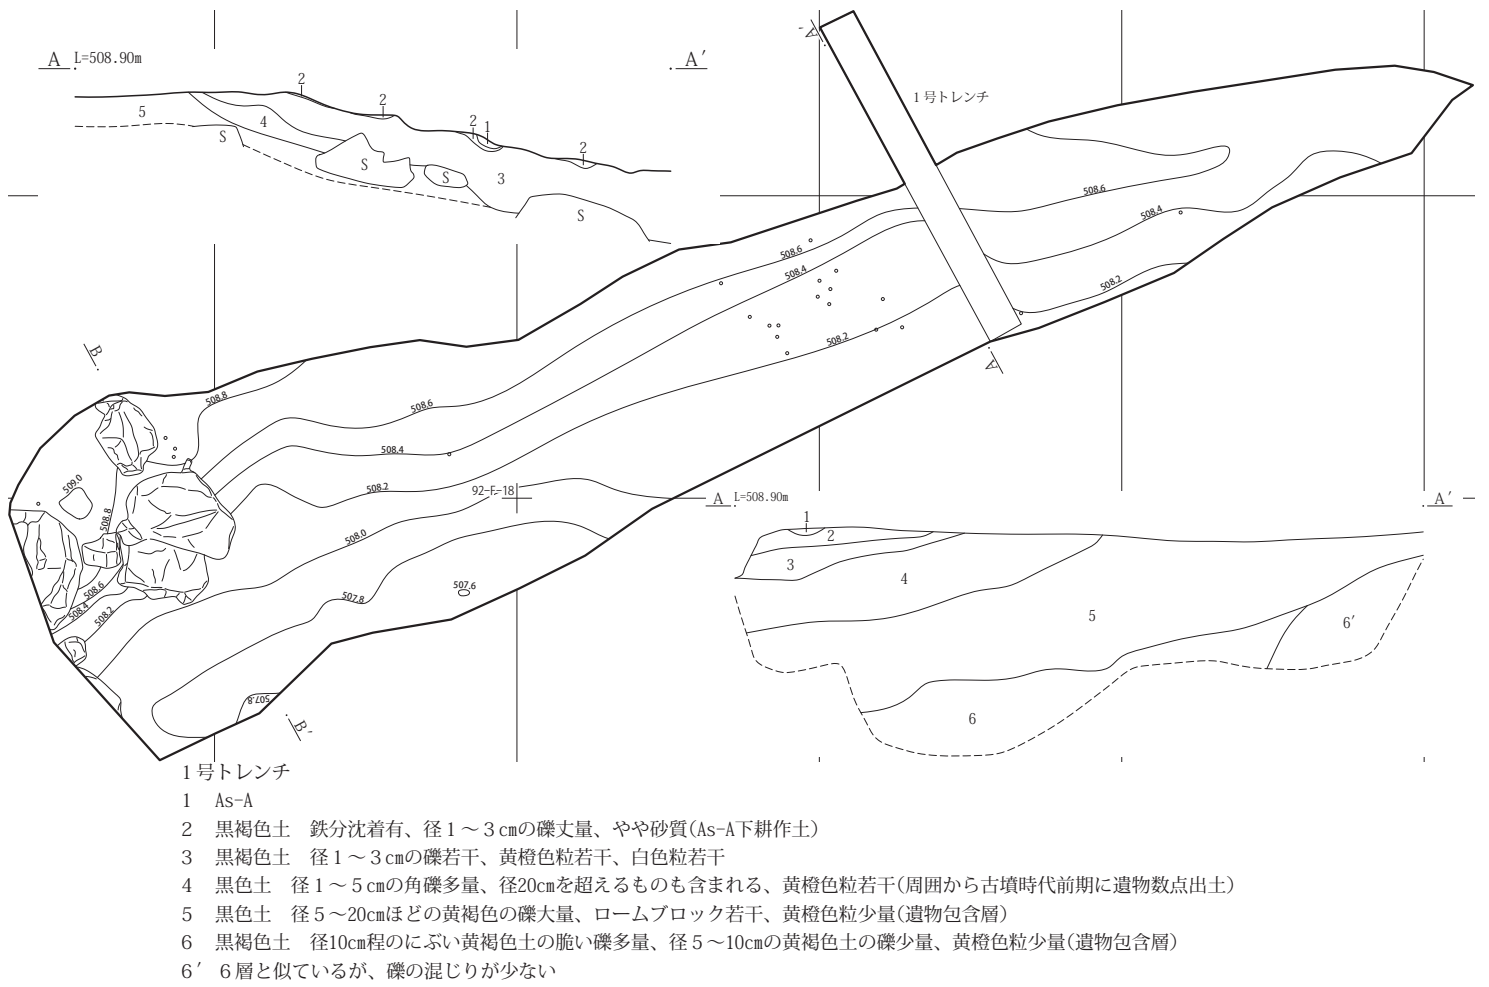 A L=508.90m A′
2
2
2 1
2
5
4
3
S
S
S
S
A′
1号トレンチ
508.6
508.4
508.2
508.6
508.4
508.2
A
B
508.8
508.6
508.4
508.2
92-F-18
508.0
507.8
507.6
509.0
508.8
508.6
508.4
508.2
507.8
B′
A L=508.90m A′
1
2
3
4
5
6′
6
1号トレンチ
1 As-A
2 黒褐色土 鉄分沈着有、径1～3cmの礫丈量、やや砂質(As-A下耕作土)
3 黒褐色土 径1～3cmの礫若干、黄橙色粒若干、白色粒若干
4 黒色土 径1～5cmの角礫多量、径20cmを超えるものも含まれる、黄橙色粒若干(周囲から古墳時代前期に遺物数点出土)
5 黒色土 径5～20cmほどの黄褐色の礫大量、ロームブロック若干、黄橙色粒少量(遺物包含層)
6 黒褐色土 径10cm程のにぶい黄褐色土の脆い礫多量、径5～10cmの黄褐色土の礫少量、黄橙色粒少量(遺物包含層)
6′ 6層と似ているが、礫の混じりが少ない